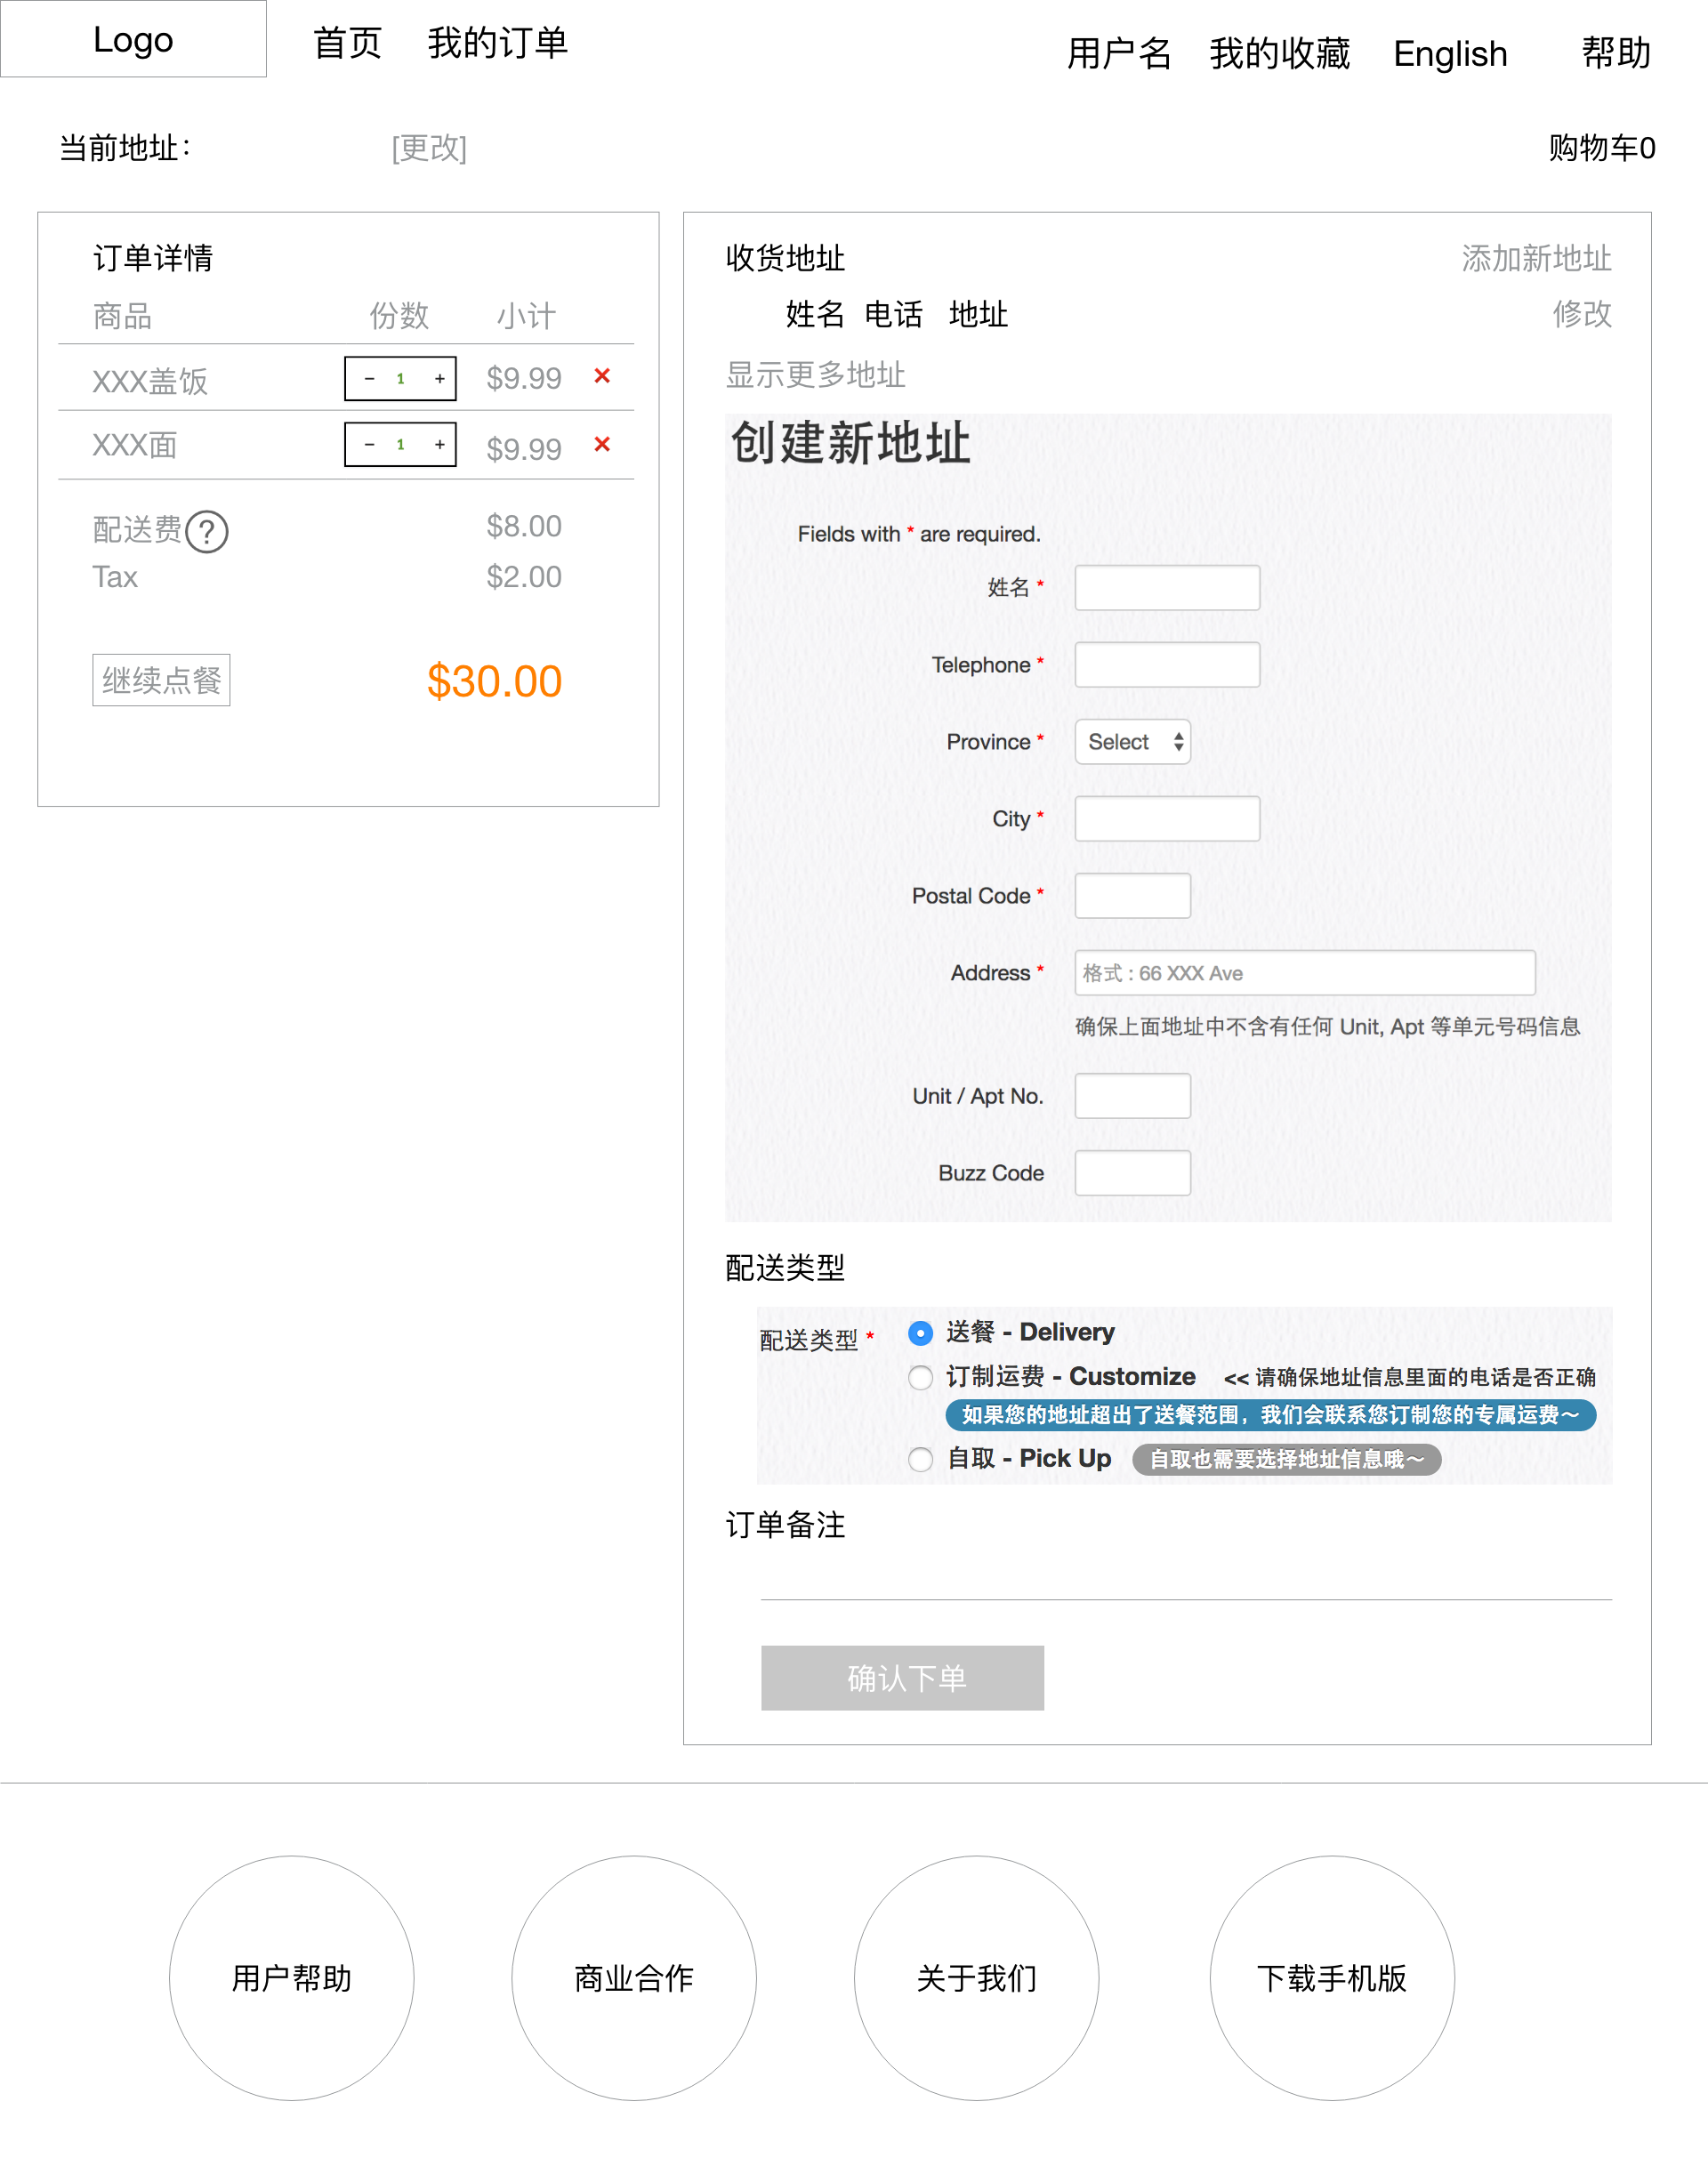 Logo 首页 我的订单 用户名 我的收藏 English 帮助
当前地址： [更改] 购物车0
订单详情
商品 份数 小计
XXX盖饭 − 1 + $9.99 ×
XXX面 − 1 + $9.99 ×
配送费 ? $8.00
Tax $2.00
继续点餐 $30.00
收货地址 添加新地址
姓名 电话 地址 修改
显示更多地址
创建新地址
Fields with * are required.
姓名 *
Telephone *
Province * Select
City *
Postal Code *
Address * 格式 : 66 XXX Ave
确保上面地址中不含有任何 Unit, Apt 等单元号码信息
Unit / Apt No.
Buzz Code
配送类型
配送类型 * 送餐 - Delivery
订制运费 - Customize << 请确保地址信息里面的电话是否正确
如果您的地址超出了送餐范围，我们会联系您订制您的专属运费～
自取 - Pick Up 自取也需要选择地址信息哦～
订单备注
确认下单
用户帮助 商业合作 关于我们 下载手机版